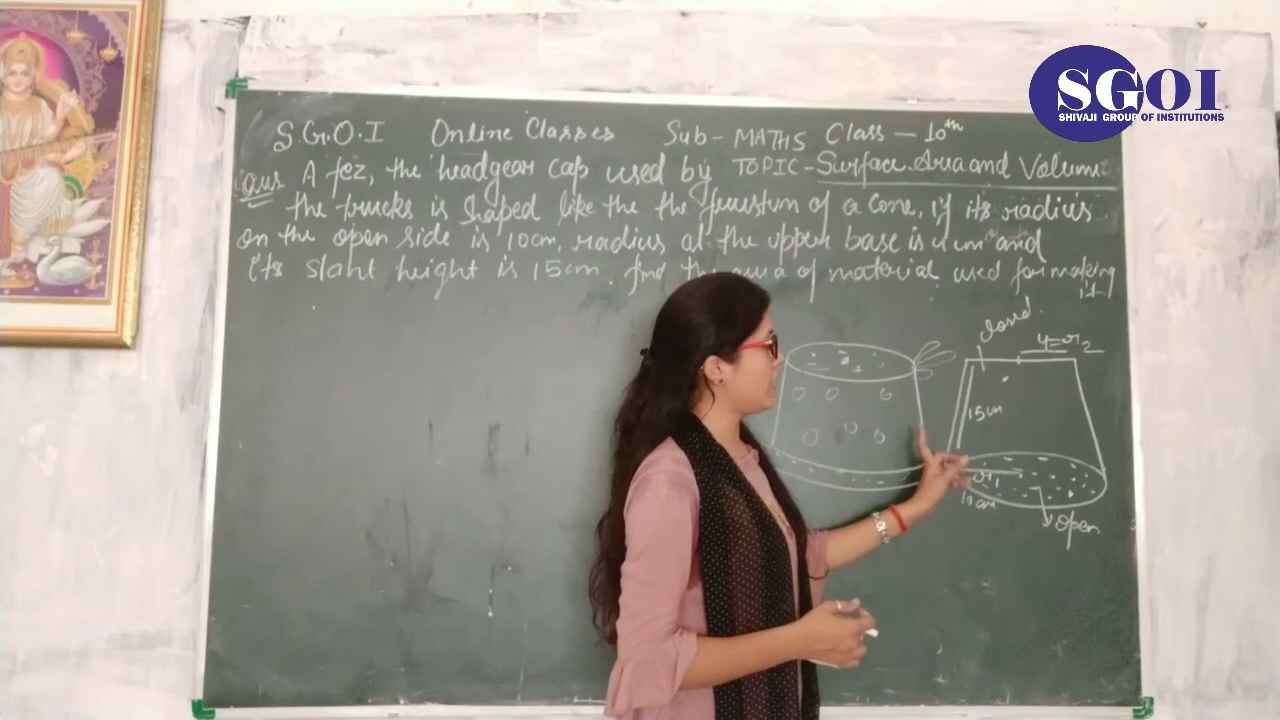 SGOI
SHIVAJI GROUP OF INSTITUTIONS
S.G.O.I Online Classes Sub- MATHS Class - 10th
TOPIC - Surface Area and Volume
Ques A fez, the headgear cap used by
the trucks is shaped like the the frustum of a cone, if its radius
on the open side is 10cm, radius at the upper base is 4cm and
its slant height is 15cm. find the area of material used for making
it
closed.
4=r2
15cm
r1
10cm
open